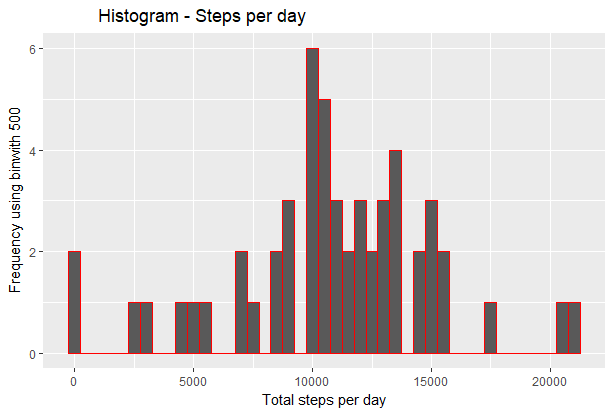 Histogram - Steps per day
Frequency using binwith 500
6
4
2
0
0 5000 10000 15000 20000
Total steps per day